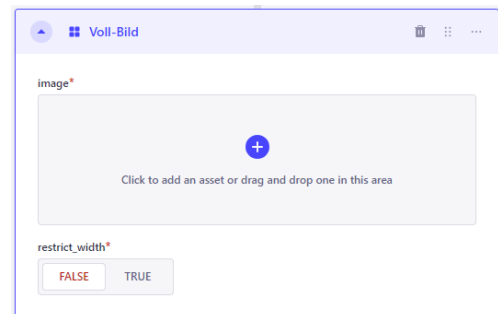 Voll-Bild
image*
Click to add an asset or drag and drop one in this area
restrict_width*
FALSE TRUE